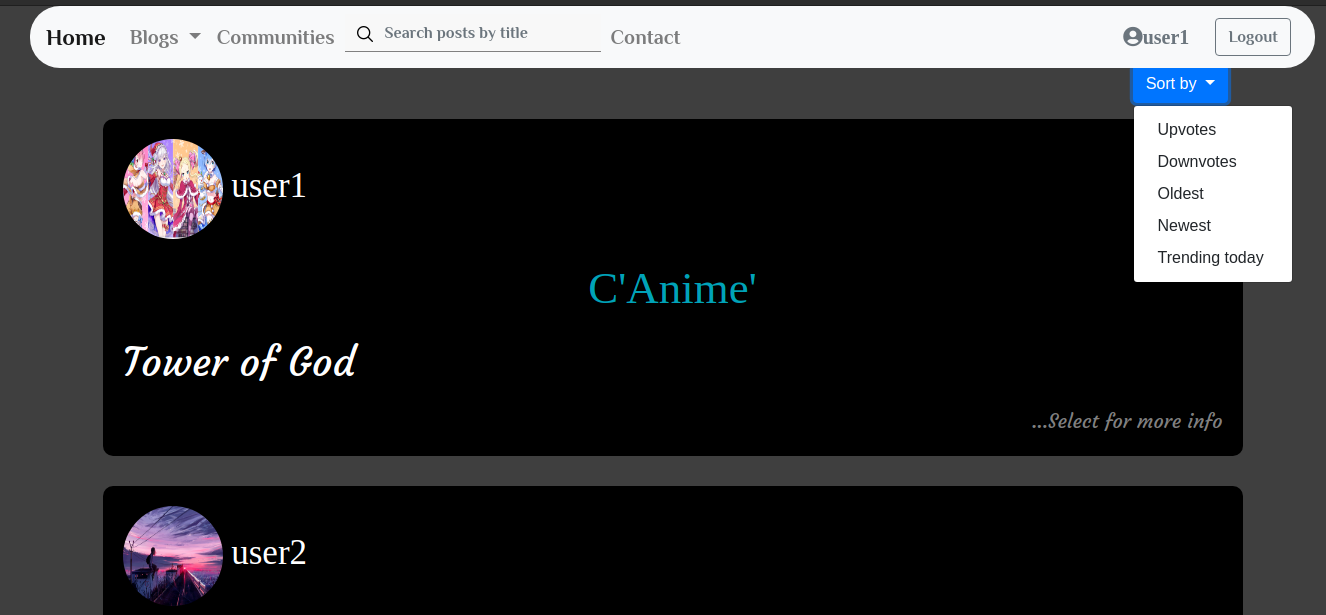 Home Blogs Communities Search posts by title Contact user1 Logout
Sort by
Upvotes
Downvotes
Oldest
Newest
Trending today
user1
C'Anime'
Tower of God
...Select for more info
user2